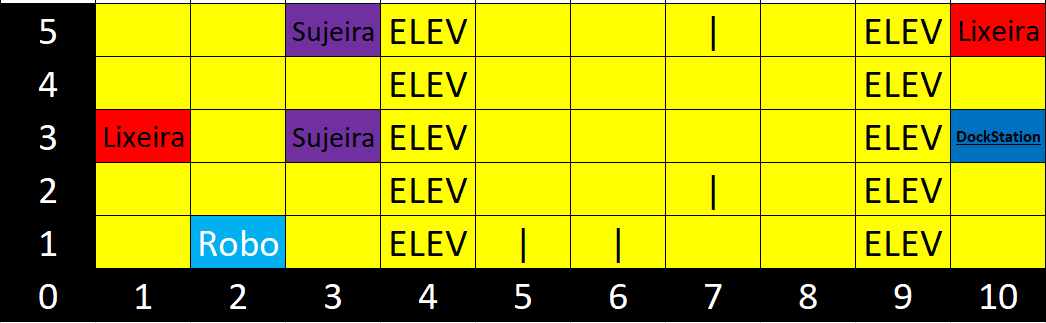 5 Sujeira ELEV | ELEV Lixeira
4 ELEV ELEV
3 Lixeira Sujeira ELEV ELEV DockStation
2 ELEV | ELEV
1 Robo ELEV | | ELEV
0 1 2 3 4 5 6 7 8 9 10